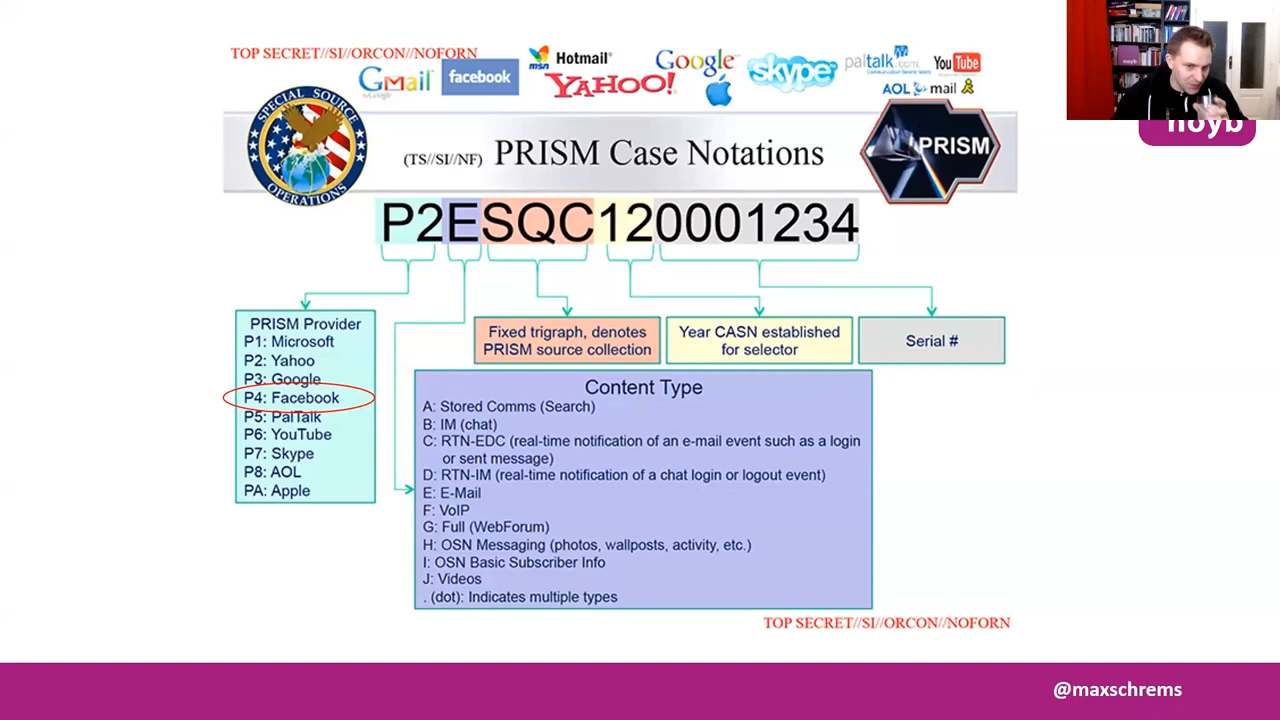 TOP SECRET//SI//ORCON//NOFORN
Gmail
facebook
msn Hotmail
YAHOO!
Google
skype
paltalk.com
YouTube
AOL mail
noyb
SPECIAL SOURCE OPERATIONS
(TS//SI//NF) PRISM Case Notations
PRISM
P2ESQC120001234
PRISM Provider
P1: Microsoft
P2: Yahoo
P3: Google
P4: Facebook
P5: PalTalk
P6: YouTube
P7: Skype
P8: AOL
PA: Apple
Fixed trigraph, denotes
PRISM source collection
Year CASN established
for selector
Serial #
Content Type
A: Stored Comms (Search)
B: IM (chat)
C: RTN-EDC (real-time notification of an e-mail event such as a login
or sent message)
D: RTN-IM (real-time notification of a chat login or logout event)
E: E-Mail
F: VoIP
G: Full (WebForum)
H: OSN Messaging (photos, wallposts, activity, etc.)
I: OSN Basic Subscriber Info
J: Videos
. (dot): Indicates multiple types
TOP SECRET//SI//ORCON//NOFORN
@maxschrems